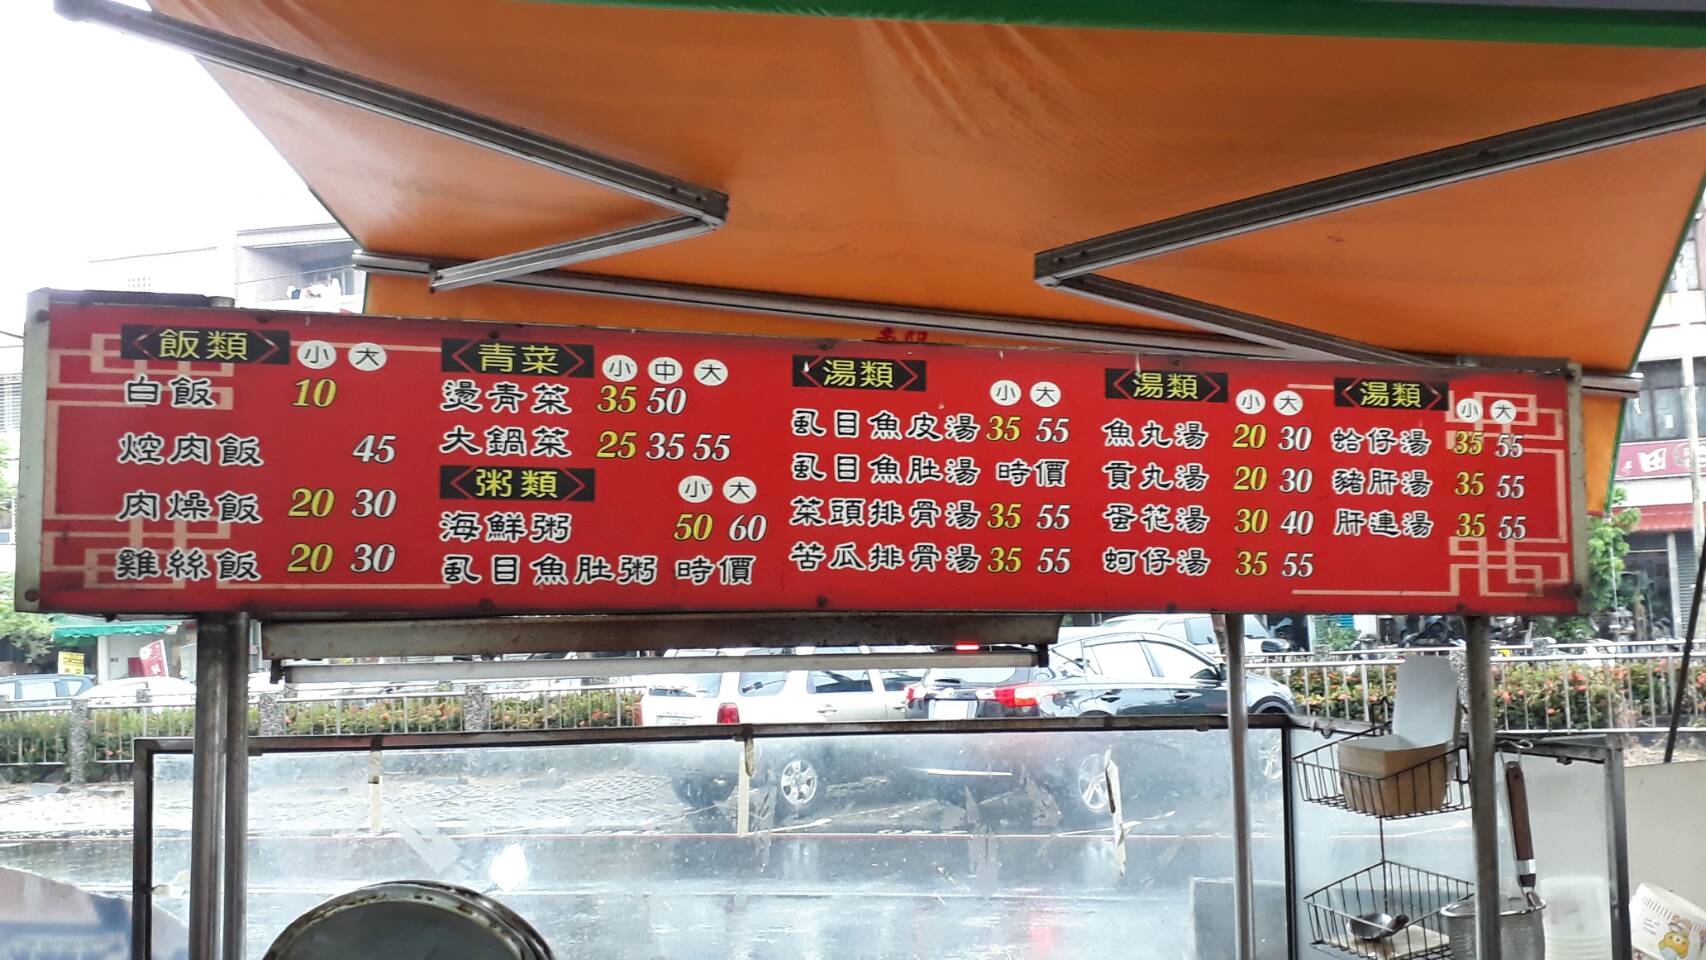 飯類 小 大
白飯 10
焢肉飯 45
肉燥飯 20 30
雞絲飯 20 30
青菜 小 中 大
燙青菜 35 50
大鍋菜 25 35 55
粥類 小 大
海鮮粥 50 60
虱目魚肚粥 時價
湯類 小 大
虱目魚皮湯 35 55
虱目魚肚湯 時價
菜頭排骨湯 35 55
苦瓜排骨湯 35 55
湯類 小 大
魚丸湯 20 30
貢丸湯 20 30
蛋花湯 30 40
蚵仔湯 35 55
湯類 小 大
蛤仔湯 35 55
豬肝湯 35 55
肝連湯 35 55